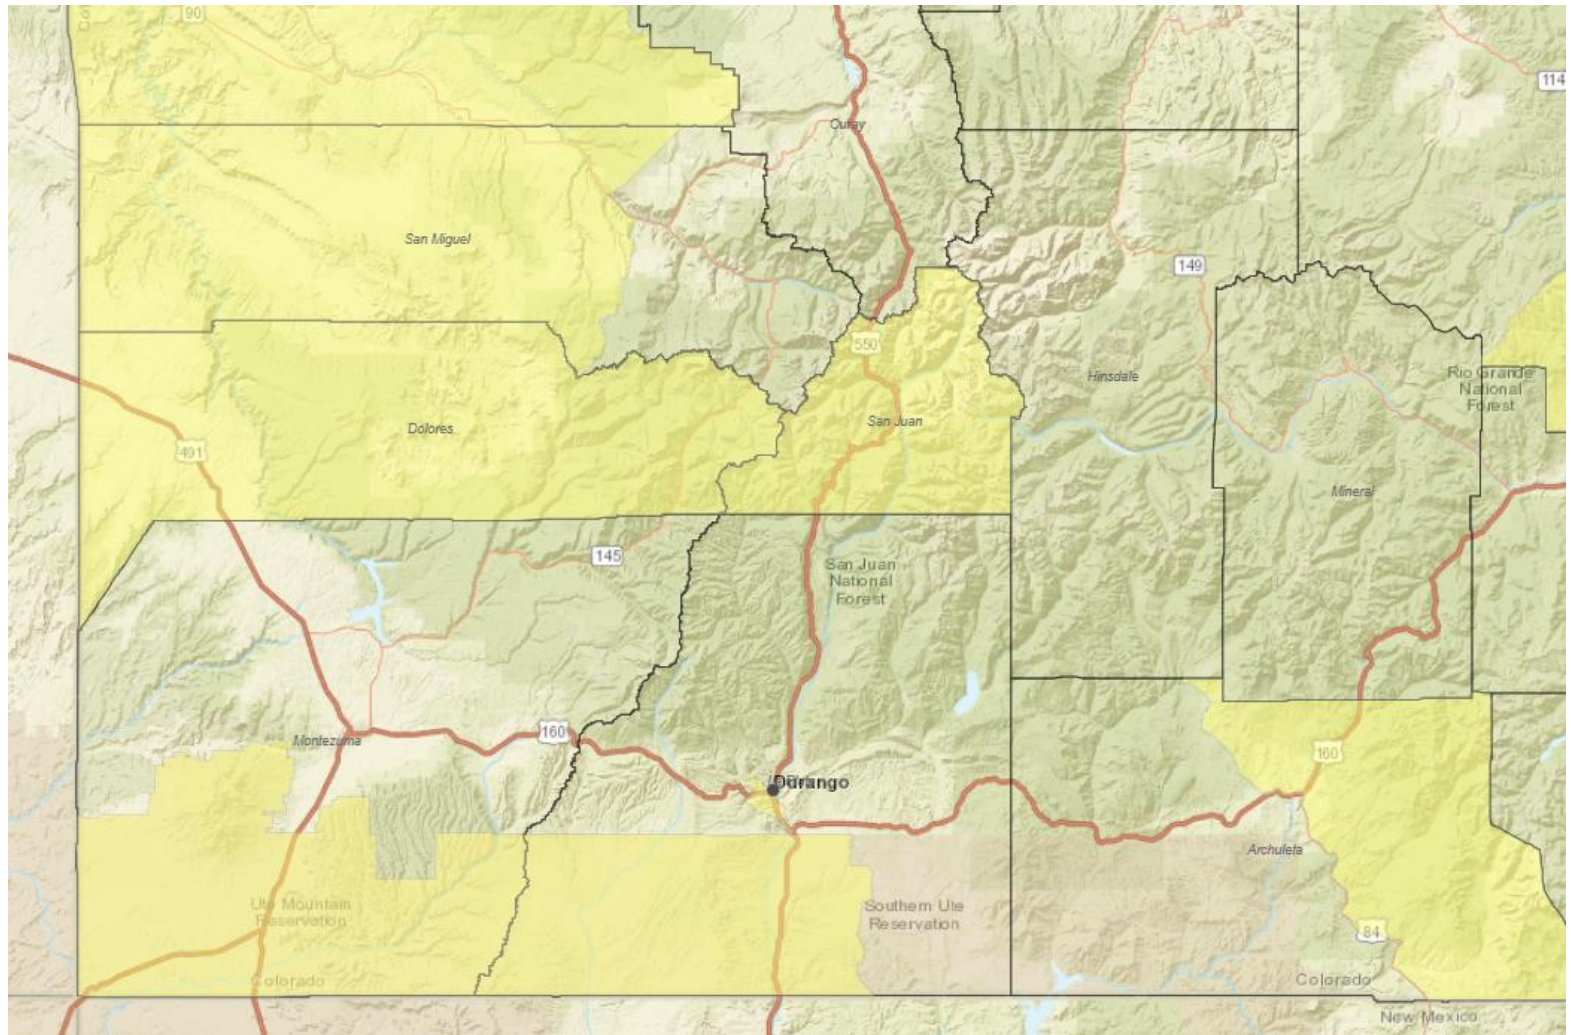 90
114
Ouray
San Miguel
149
550
Hinsdale
Rio Grande
National
Forest
San Juan
Dolores
491
Mineral
145
San Juan
National
Forest
160
Montezuma
160
Durango
Archuleta
Ute Mountain
Reservation
Southern Ute
Reservation
84
Colorado
Colorado
New Mexico